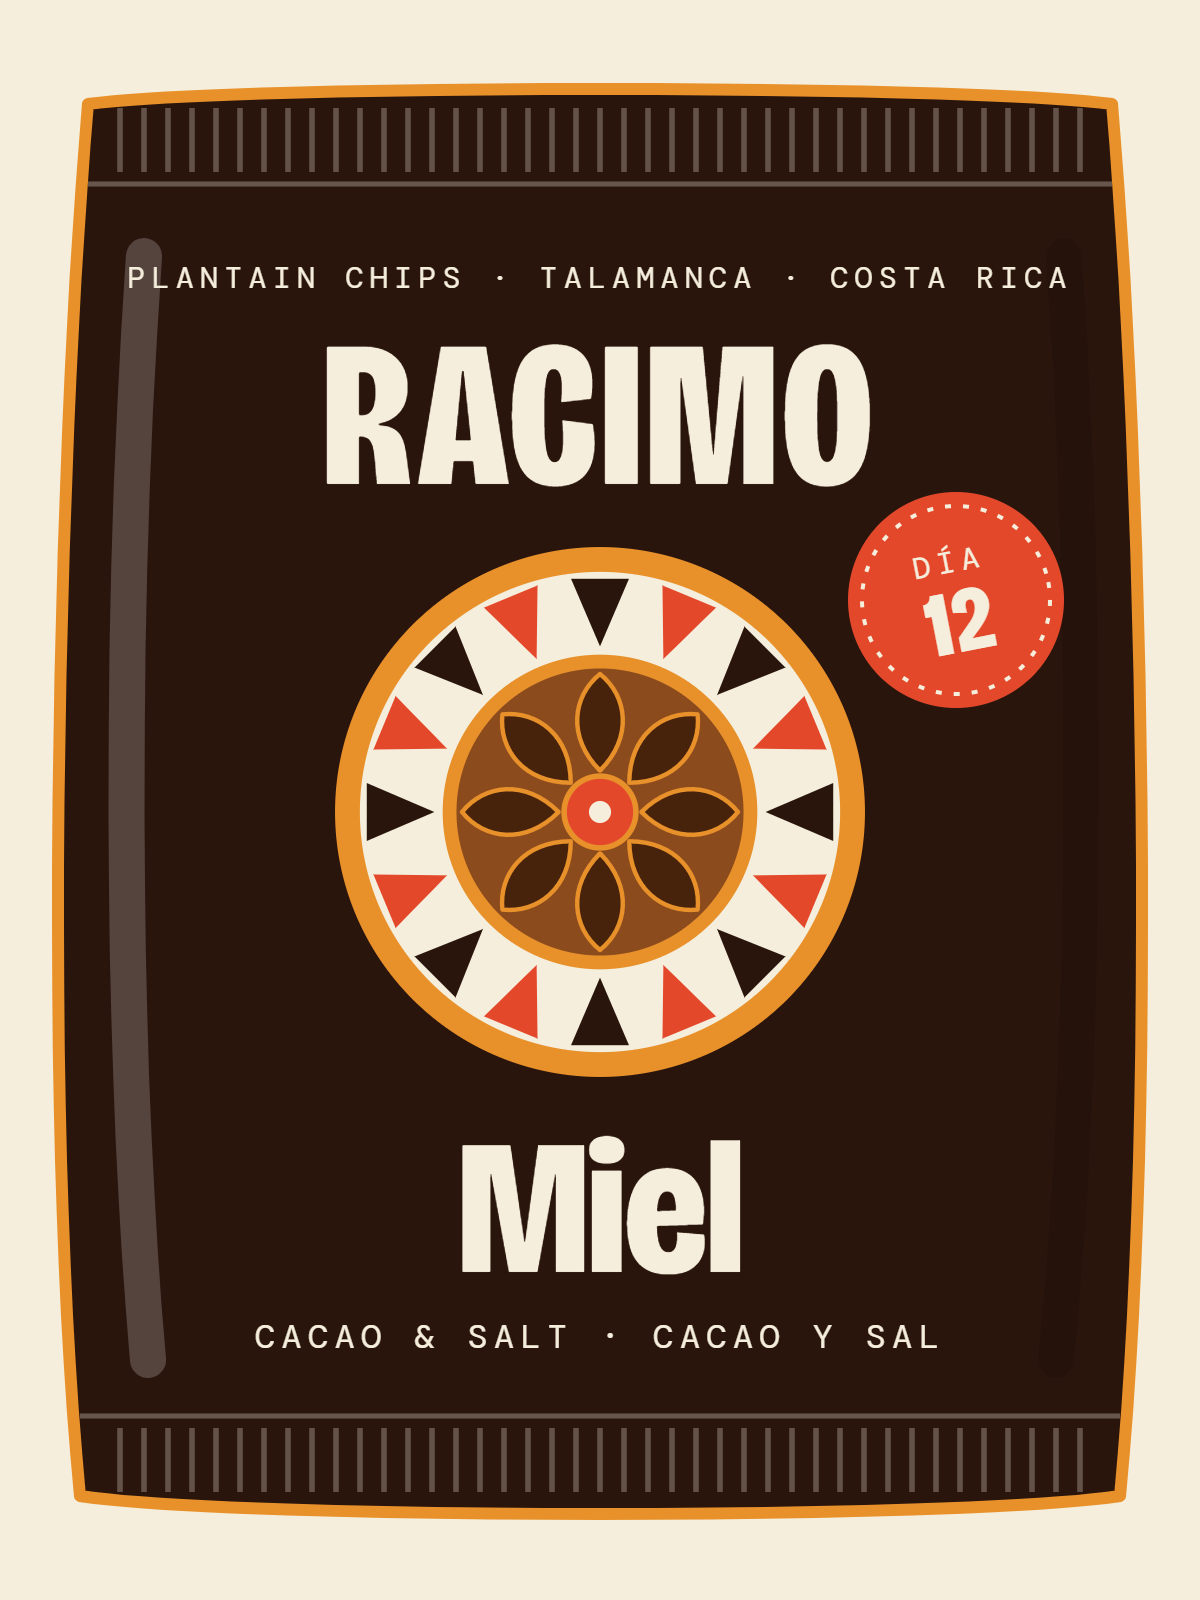 PLANTAIN CHIPS · TALAMANCA · COSTA RICA
RACIMO
DÍA
12
Miel
CACAO & SALT · CACAO Y SAL